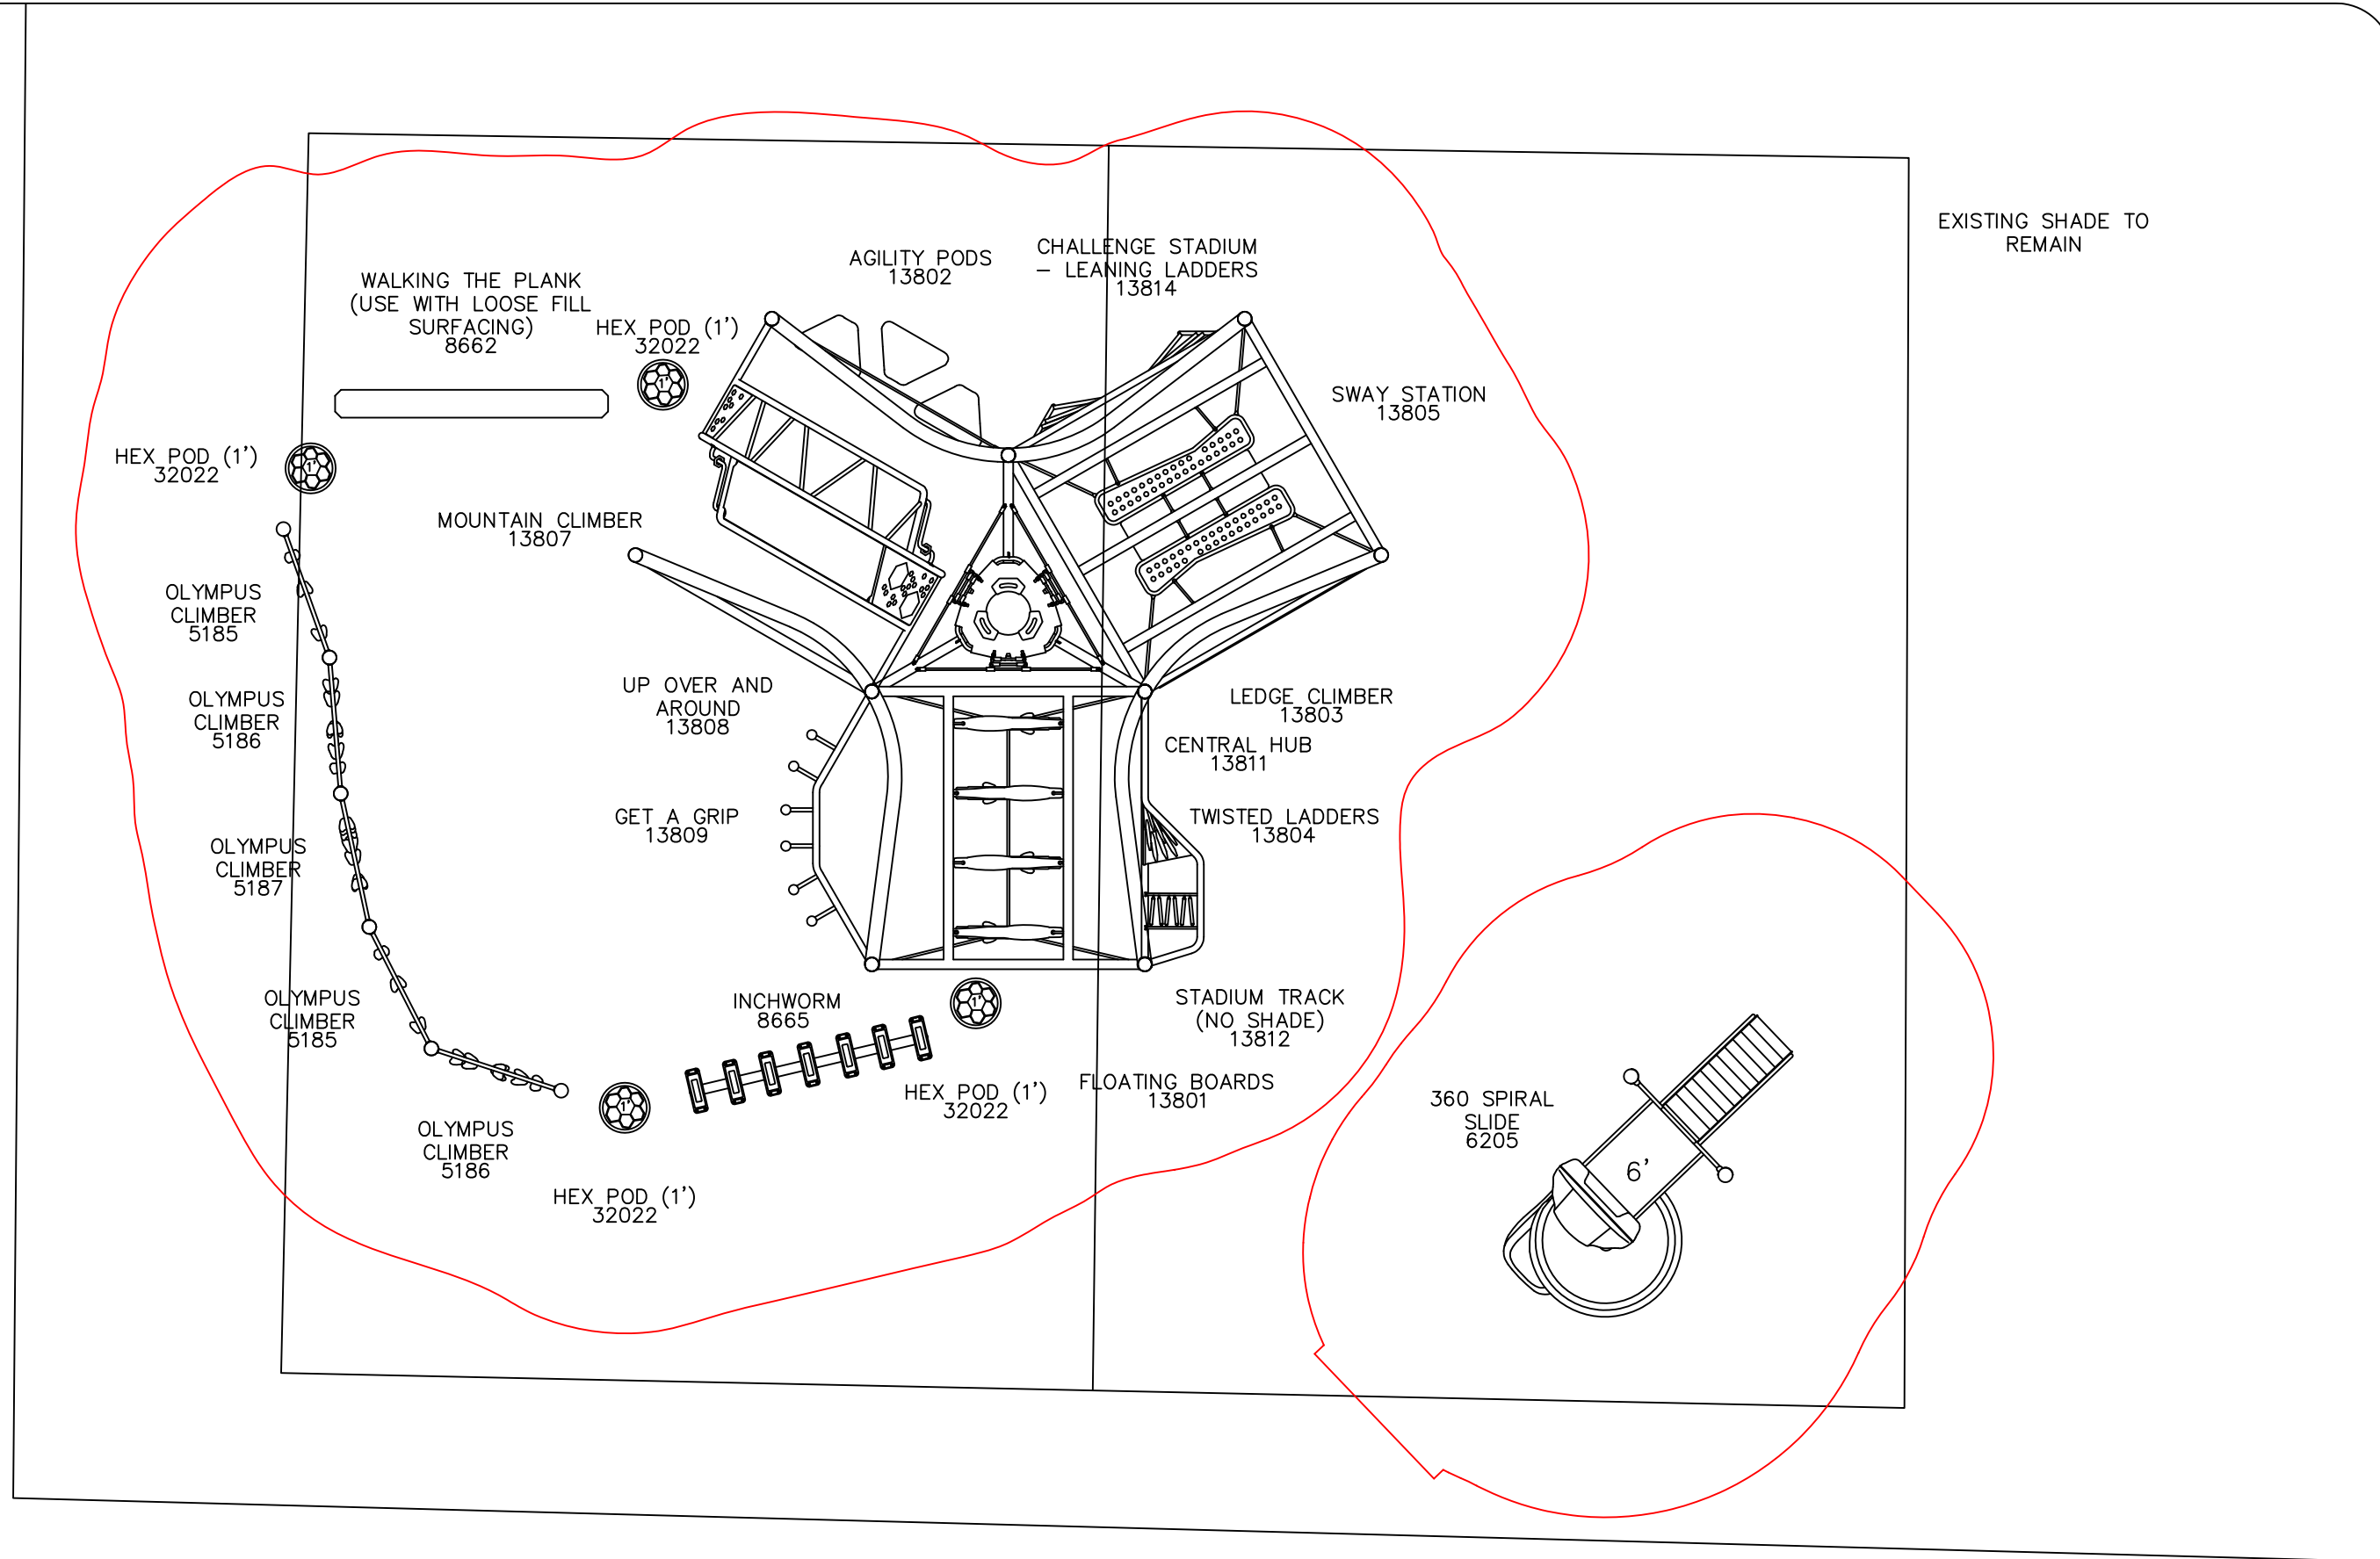 EXISTING SHADE TO
REMAIN
CHALLENGE STADIUM
– LEANING LADDERS
13814
AGILITY PODS
13802
WALKING THE PLANK
(USE WITH LOOSE FILL
SURFACING)
8662
HEX POD (1')
32022
1'
SWAY STATION
13805
HEX POD (1')
32022
1'
MOUNTAIN CLIMBER
13807
OLYMPUS
CLIMBER
5185
UP OVER AND
AROUND
13808
LEDGE CLIMBER
13803
OLYMPUS
CLIMBER
5186
CENTRAL HUB
13811
GET A GRIP
13809
TWISTED LADDERS
13804
OLYMPUS
CLIMBER
5187
OLYMPUS
CLIMBER
5185
INCHWORM
8665
1'
STADIUM TRACK
(NO SHADE)
13812
HEX POD (1')
32022
FLOATING BOARDS
13801
360 SPIRAL
SLIDE
6205
6'
1'
OLYMPUS
CLIMBER
5186
HEX POD (1')
32022